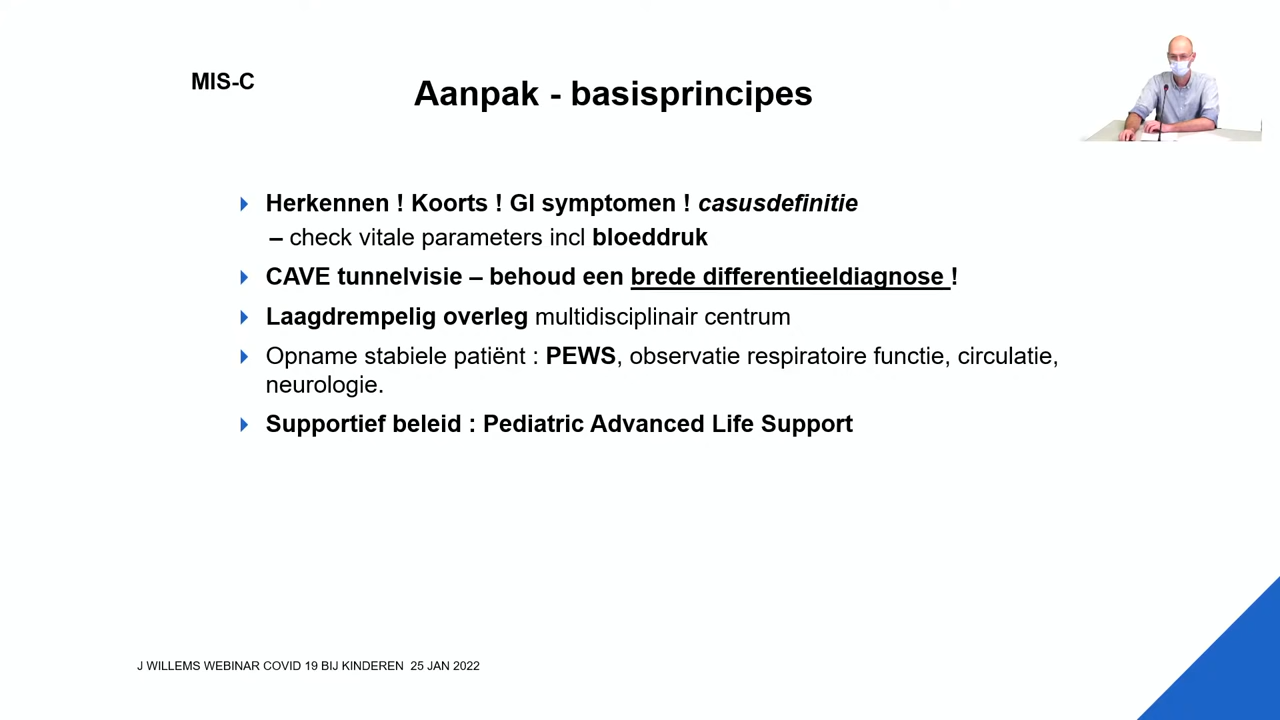 MIS-C
Aanpak - basisprincipes
Herkennen ! Koorts ! GI symptomen ! casusdefinitie
– check vitale parameters incl bloeddruk
CAVE tunnelvisie – behoud een brede differentieeldiagnose !
Laagdrempelig overleg multidisciplinair centrum
Opname stabiele patiënt : PEWS, observatie respiratoire functie, circulatie,
neurologie.
Supportief beleid : Pediatric Advanced Life Support
J WILLEMS WEBINAR COVID 19 BIJ KINDEREN 25 JAN 2022